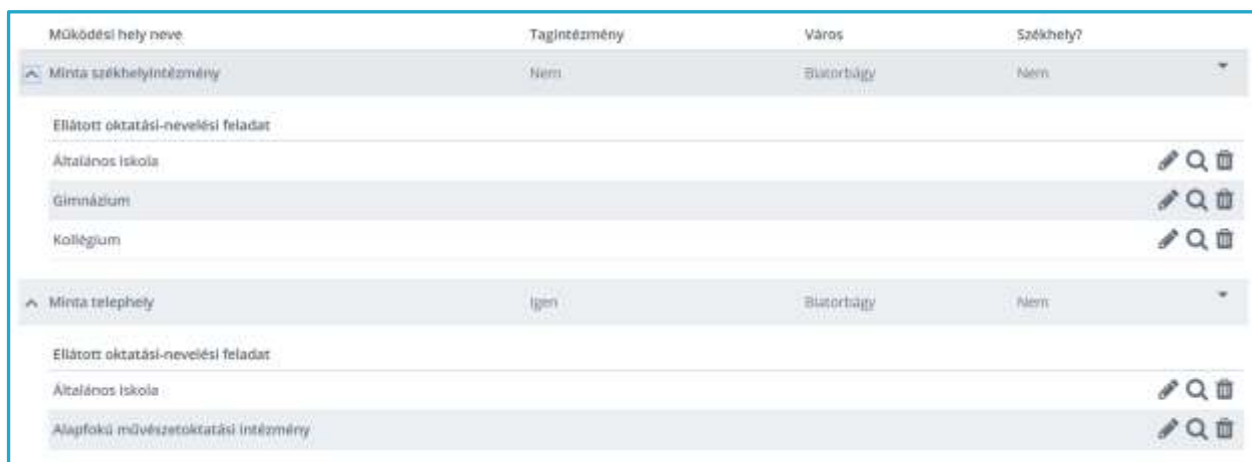 Működési hely neve Tagintézmény Város Székhely?
Minta székhelyintézmény Nem Biatorbágy Nem
Ellátott oktatási-nevelési feladat
Általános iskola
Gimnázium
Kollégium
Minta telephely Igen Biatorbágy Nem
Ellátott oktatási-nevelési feladat
Általános iskola
Alapfokú művészetoktatási intézmény